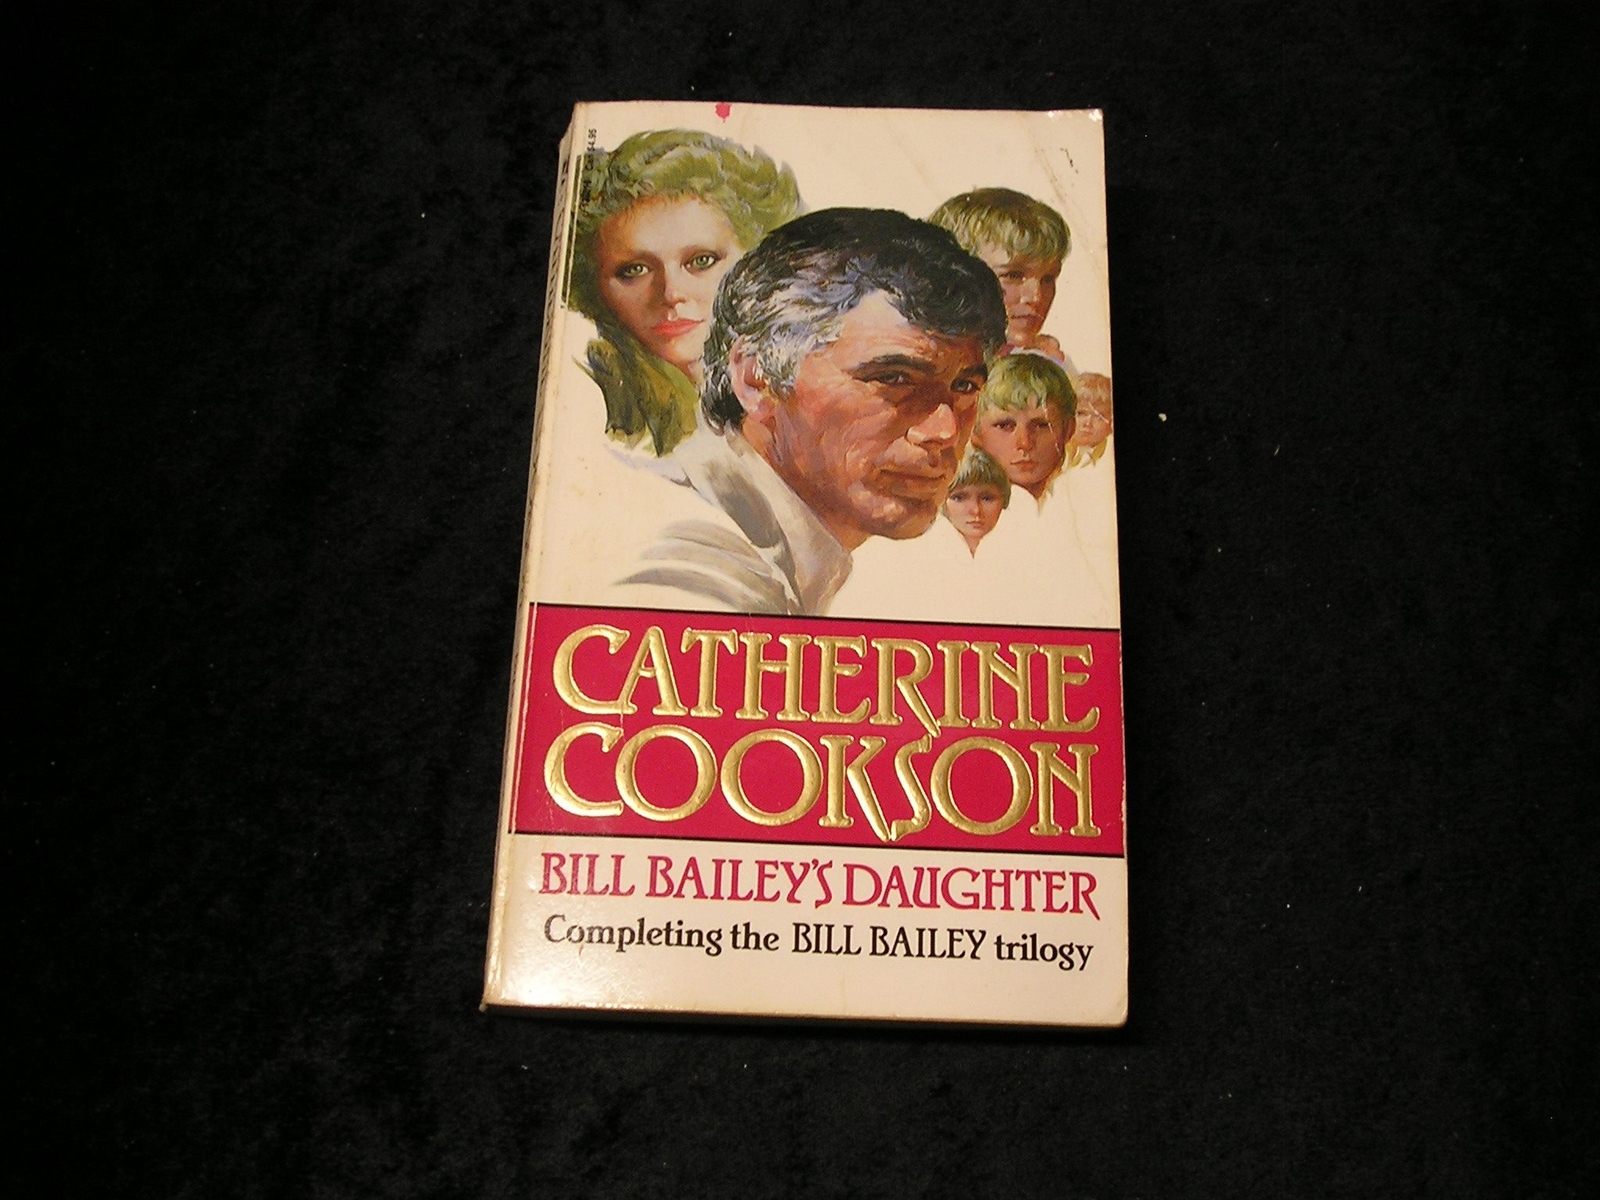 CATHERINE
COOKSON
BILL BAILEY'S DAUGHTER
Completing the BILL BAILEY trilogy